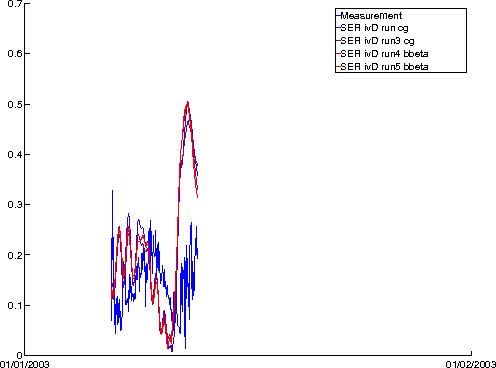 0.7
Measurement
SER ivD run cg
SER ivD run3 cg
SER ivD run4 bbeta
SER ivD run5 bbeta
0.6
0.5
0.4
0.3
0.2
0.1
0
01/01/2003 01/02/2003